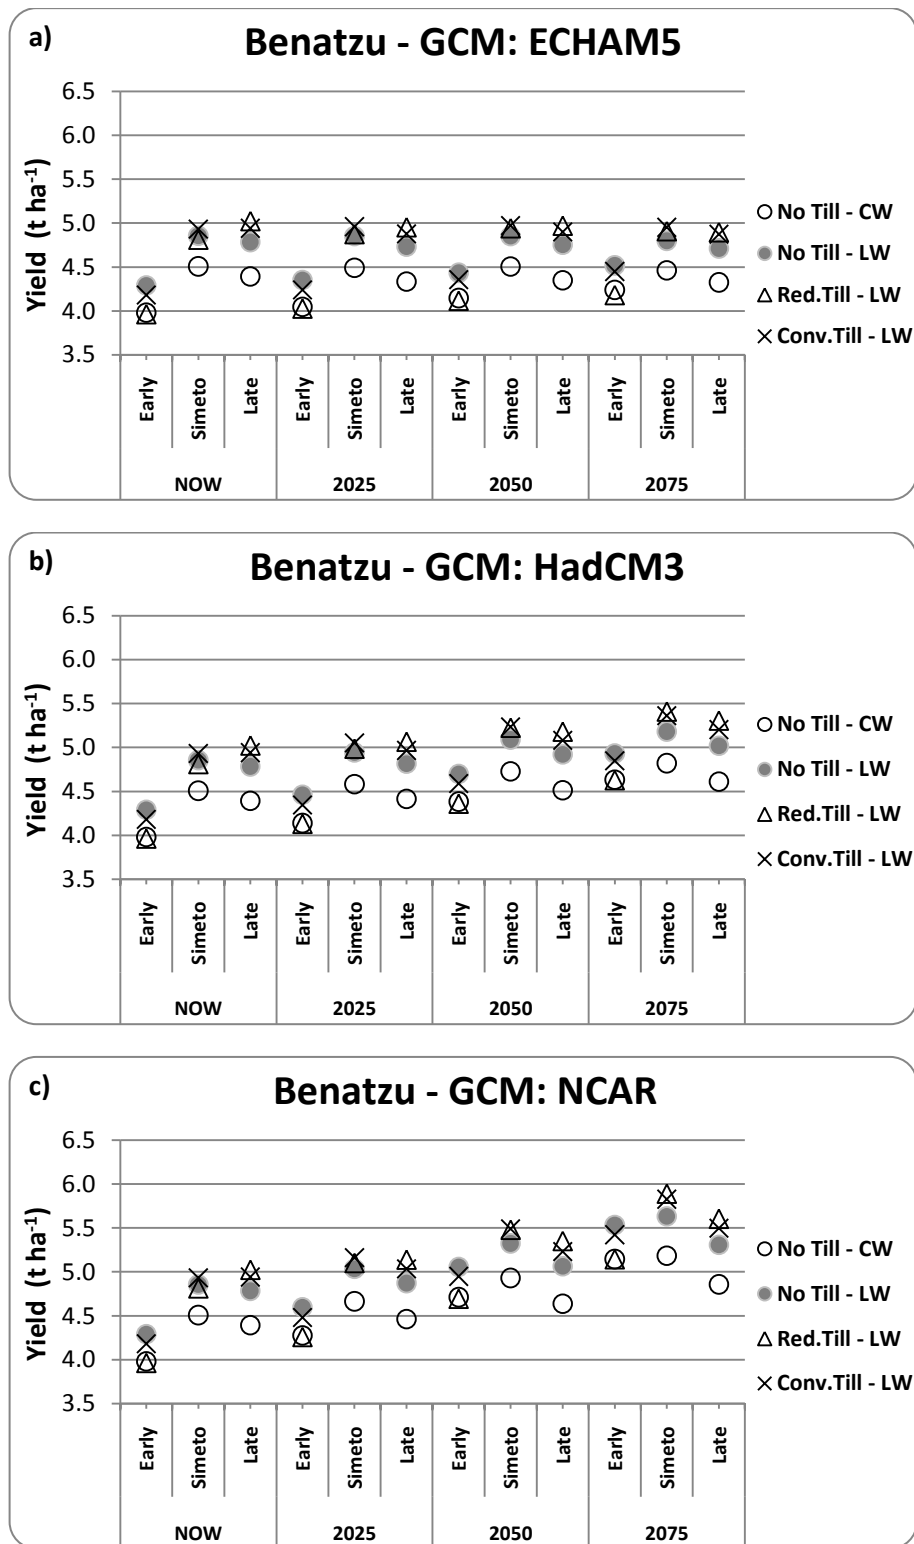 a)
Benatzu - GCM: ECHAM5
Yield (t ha⁻¹)
6.5
6.0
5.5
5.0
4.5
4.0
3.5
No Till - CW
No Till - LW
Red.Till - LW
Conv.Till - LW
Early Simeto Late Early Simeto Late Early Simeto Late Early Simeto Late
NOW 2025 2050 2075
b)
Benatzu - GCM: HadCM3
Yield (t ha⁻¹)
6.5
6.0
5.5
5.0
4.5
4.0
3.5
No Till - CW
No Till - LW
Red.Till - LW
Conv.Till - LW
Early Simeto Late Early Simeto Late Early Simeto Late Early Simeto Late
NOW 2025 2050 2075
c)
Benatzu - GCM: NCAR
Yield (t ha⁻¹)
6.5
6.0
5.5
5.0
4.5
4.0
3.5
No Till - CW
No Till - LW
Red.Till - LW
Conv.Till - LW
Early Simeto Late Early Simeto Late Early Simeto Late Early Simeto Late
NOW 2025 2050 2075